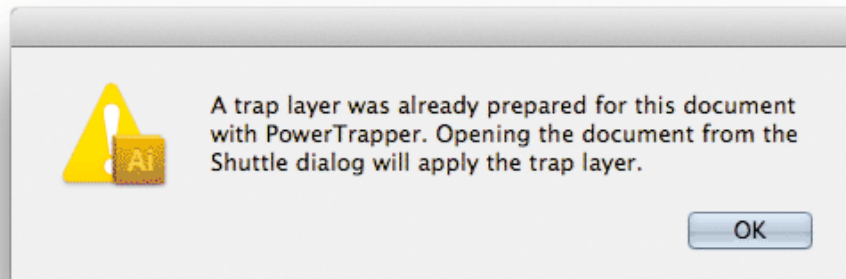 A trap layer was already prepared for this document
with PowerTrapper. Opening the document from the
Shuttle dialog will apply the trap layer.
Ai
OK